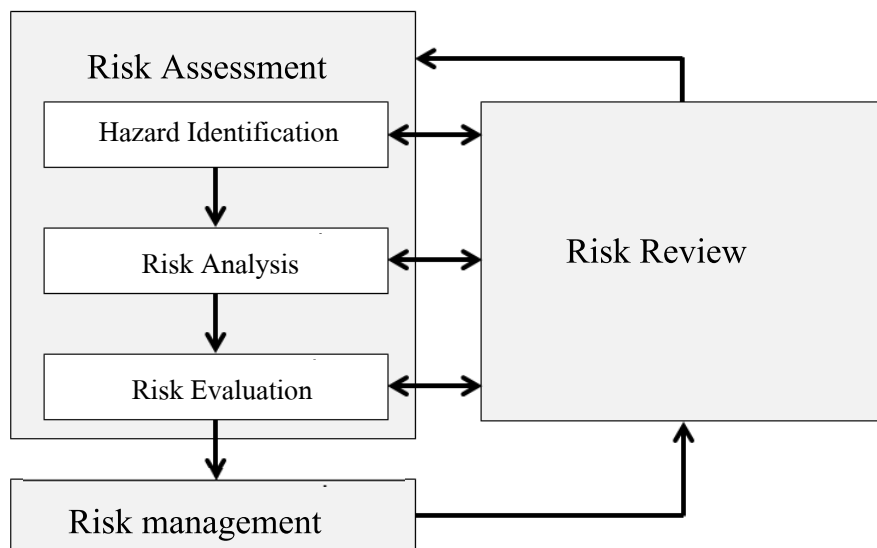 Risk Assessment
Hazard Identification
Risk Analysis
Risk Review
Risk Evaluation
Risk management